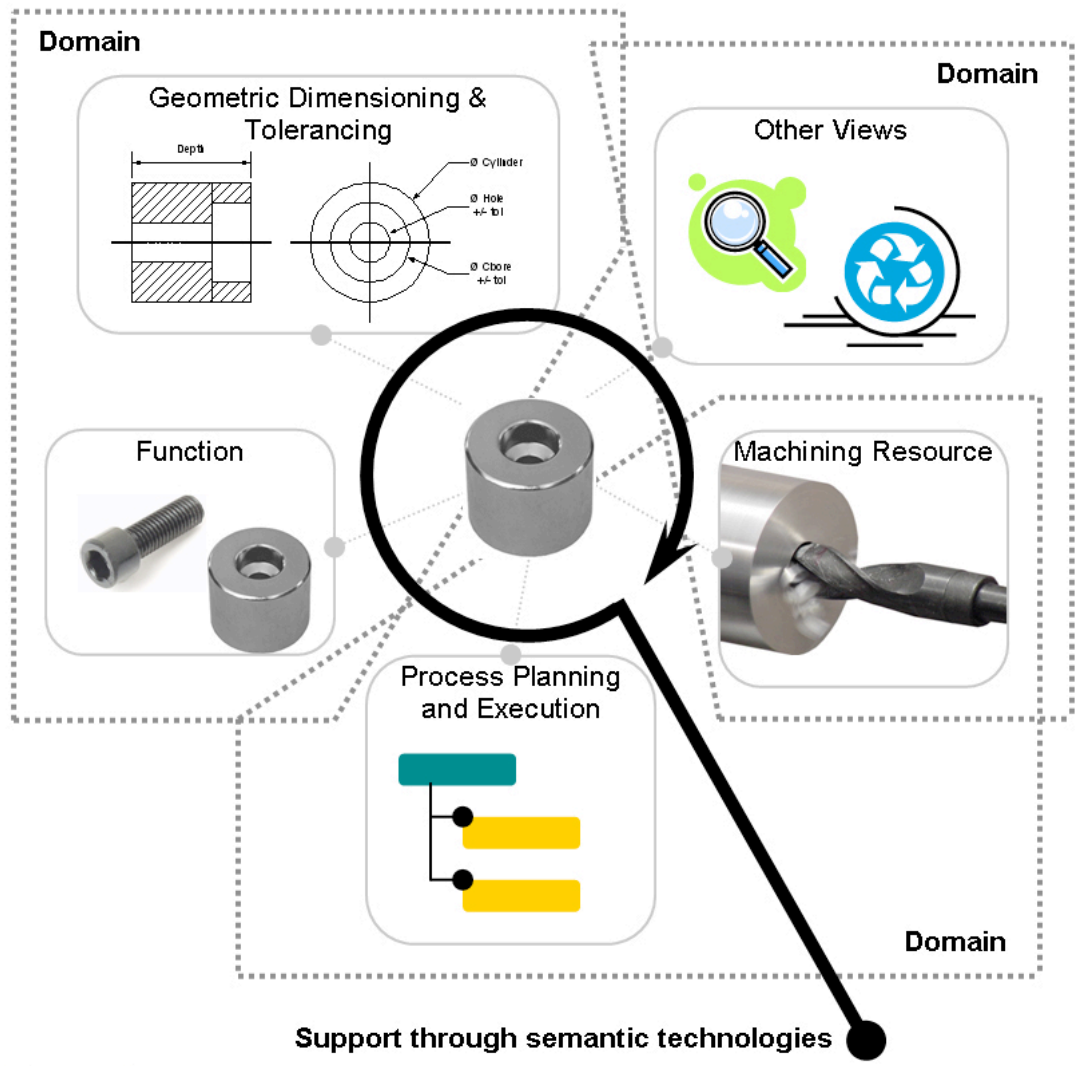 Domain
Domain
Geometric Dimensioning &
Tolerancing
Depth
Ø Cylinder
Ø Hole
+/- tol
Ø Cbore
+/- tol
Other Views
Function
Machining Resource
Process Planning
and Execution
Domain
Support through semantic technologies